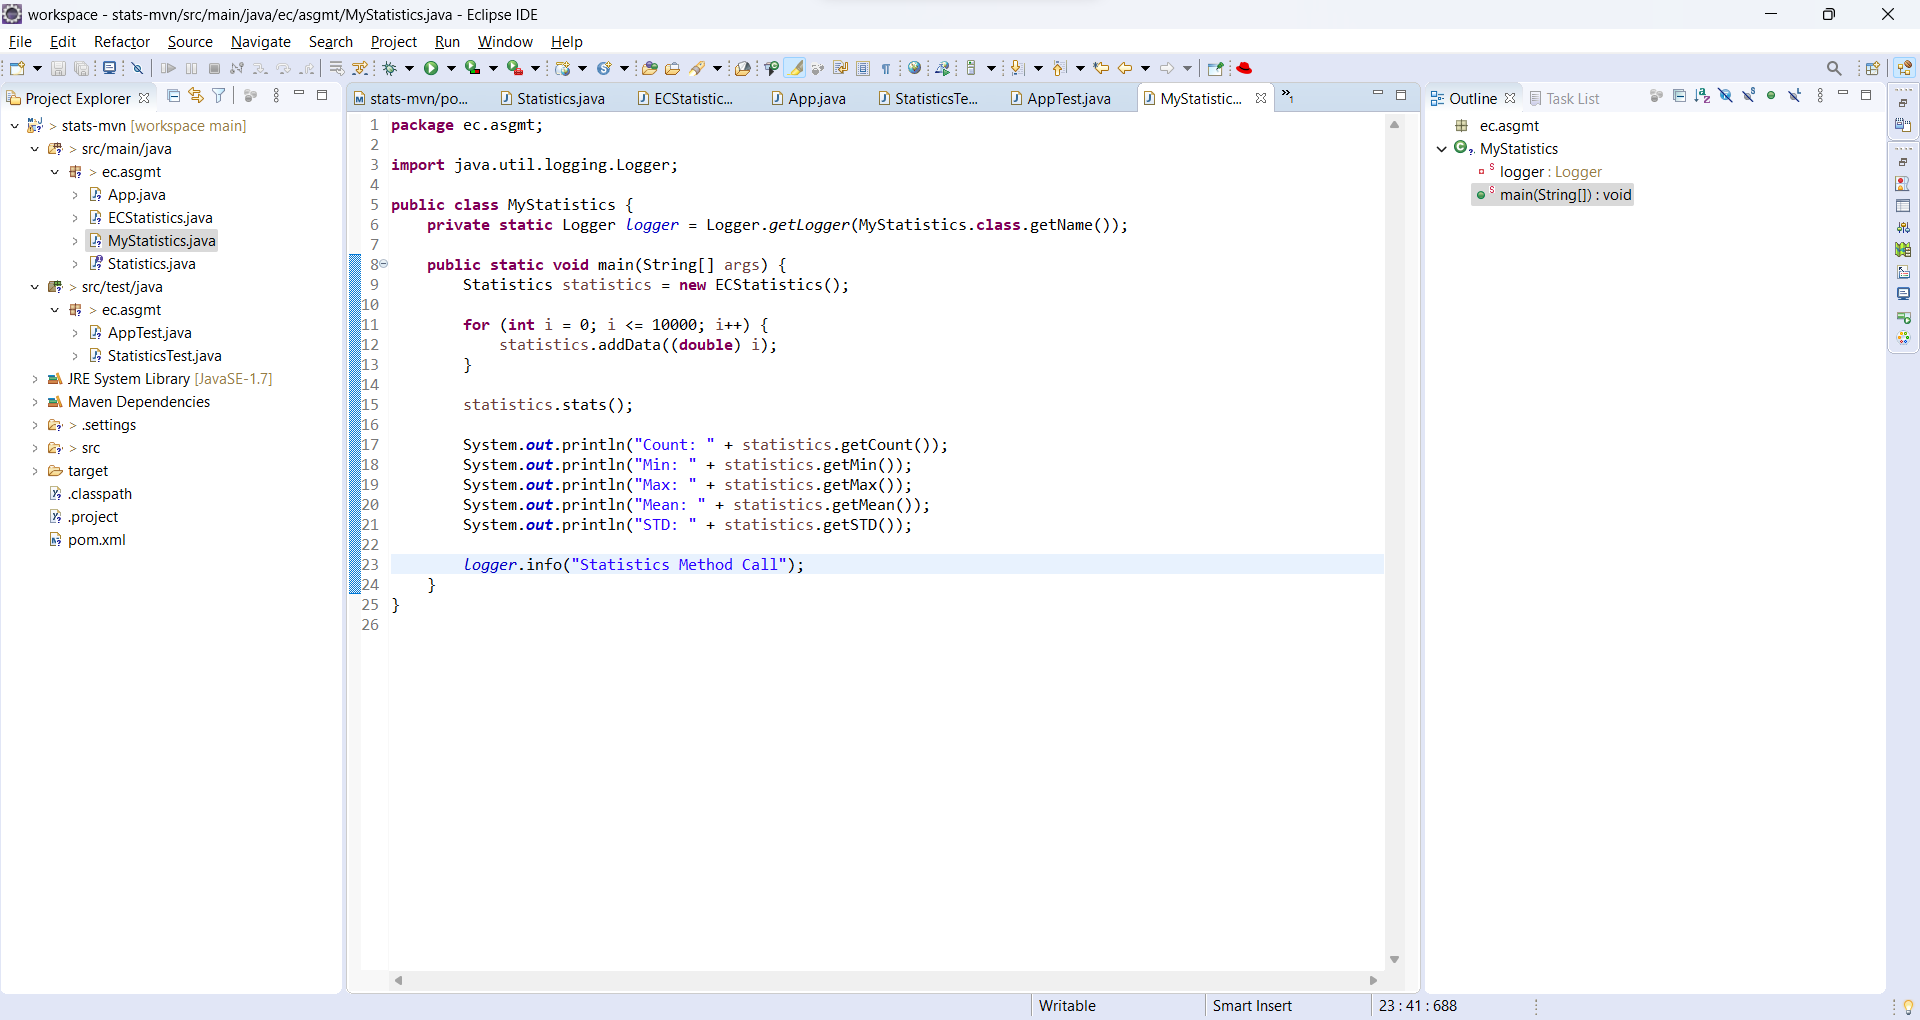 workspace - stats-mvn/src/main/java/ec/asgmt/MyStatistics.java - Eclipse IDE
File Edit Refactor Source Navigate Search Project Run Window Help
Project Explorer
stats-mvn/po...
Statistics.java
ECStatistic...
App.java
StatisticsTe...
AppTest.java
MyStatistic...
»1
Outline
Task List
> stats-mvn [workspace main]
> src/main/java
> ec.asgmt
App.java
ECStatistics.java
MyStatistics.java
Statistics.java
> src/test/java
> ec.asgmt
AppTest.java
StatisticsTest.java
JRE System Library [JavaSE-1.7]
Maven Dependencies
> .settings
> src
target
.classpath
.project
pom.xml
1 package ec.asgmt;
2
3 import java.util.logging.Logger;
4
5 public class MyStatistics {
6 private static Logger logger = Logger.getLogger(MyStatistics.class.getName());
7
8 public static void main(String[] args) {
9 Statistics statistics = new ECStatistics();
10
11 for (int i = 0; i <= 10000; i++) {
12 statistics.addData((double) i);
13 }
14
15 statistics.stats();
16
17 System.out.println("Count: " + statistics.getCount());
18 System.out.println("Min: " + statistics.getMin());
19 System.out.println("Max: " + statistics.getMax());
20 System.out.println("Mean: " + statistics.getMean());
21 System.out.println("STD: " + statistics.getSTD());
22
23 logger.info("Statistics Method Call");
24 }
25 }
26
ec.asgmt
MyStatistics
logger : Logger
main(String[]) : void
Writable
Smart Insert
23 : 41 : 688